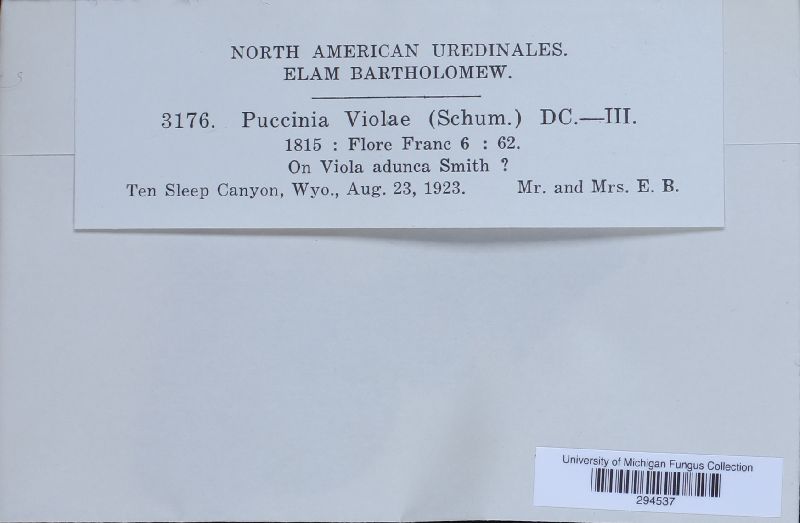 NORTH AMERICAN UREDINALES.
ELAM BARTHOLOMEW.
3176. Puccinia Violae (Schum.) DC.—III.
1815 : Flore Franc 6 : 62.
On Viola adunca Smith ?
Ten Sleep Canyon, Wyo., Aug. 23, 1923. Mr. and Mrs. E. B.
University of Michigan Fungus Collection
294537